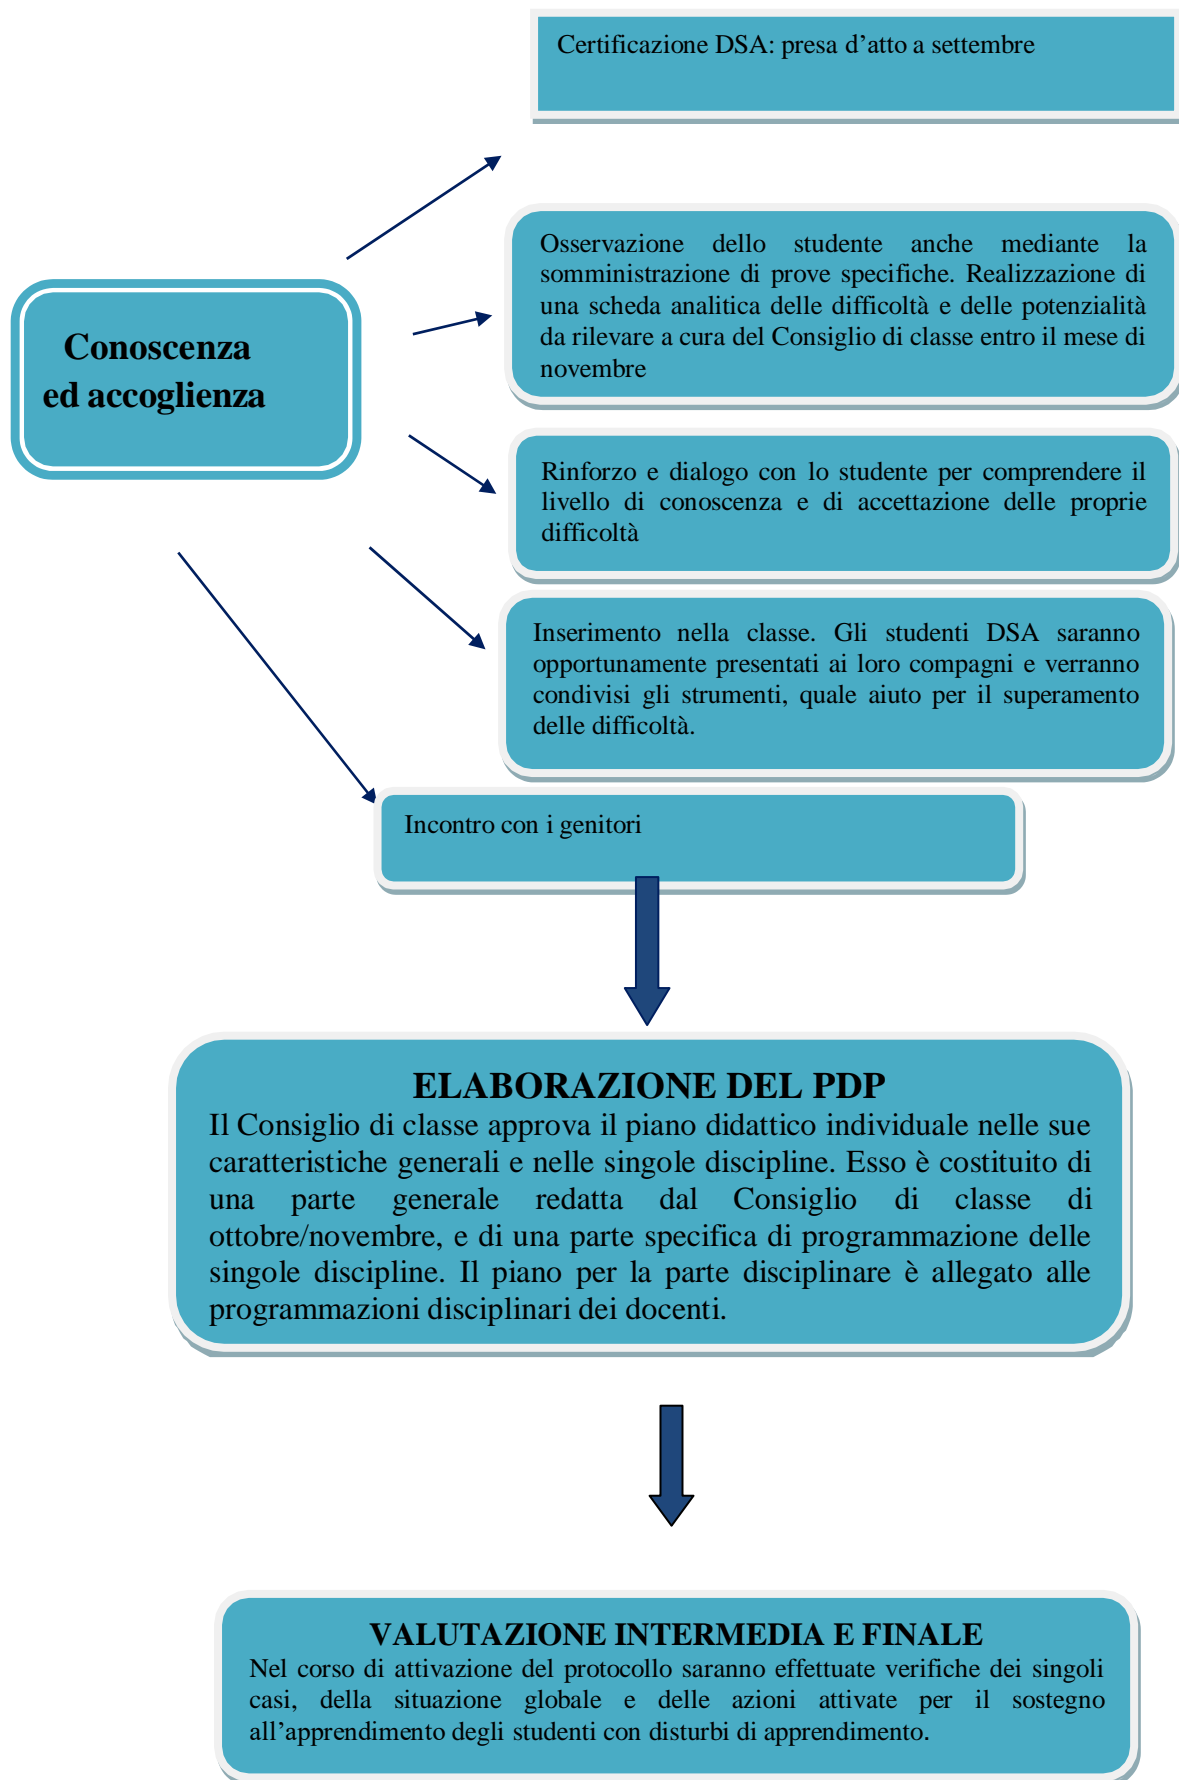 Certificazione DSA: presa d’atto a settembre
Osservazione dello studente anche mediante la
somministrazione di prove specifiche. Realizzazione di
una scheda analitica delle difficoltà e delle potenzialità
da rilevare a cura del Consiglio di classe entro il mese di
novembre
Conoscenza
ed accoglienza
Rinforzo e dialogo con lo studente per comprendere il
livello di conoscenza e di accettazione delle proprie
difficoltà
Inserimento nella classe. Gli studenti DSA saranno
opportunamente presentati ai loro compagni e verranno
condivisi gli strumenti, quale aiuto per il superamento
delle difficoltà.
Incontro con i genitori
ELABORAZIONE DEL PDP
Il Consiglio di classe approva il piano didattico individuale nelle sue
caratteristiche generali e nelle singole discipline. Esso è costituito di
una parte generale redatta dal Consiglio di classe di
ottobre/novembre, e di una parte specifica di programmazione delle
singole discipline. Il piano per la parte disciplinare è allegato alle
programmazioni disciplinari dei docenti.
VALUTAZIONE INTERMEDIA E FINALE
Nel corso di attivazione del protocollo saranno effettuate verifiche dei singoli
casi, della situazione globale e delle azioni attivate per il sostegno
all’apprendimento degli studenti con disturbi di apprendimento.